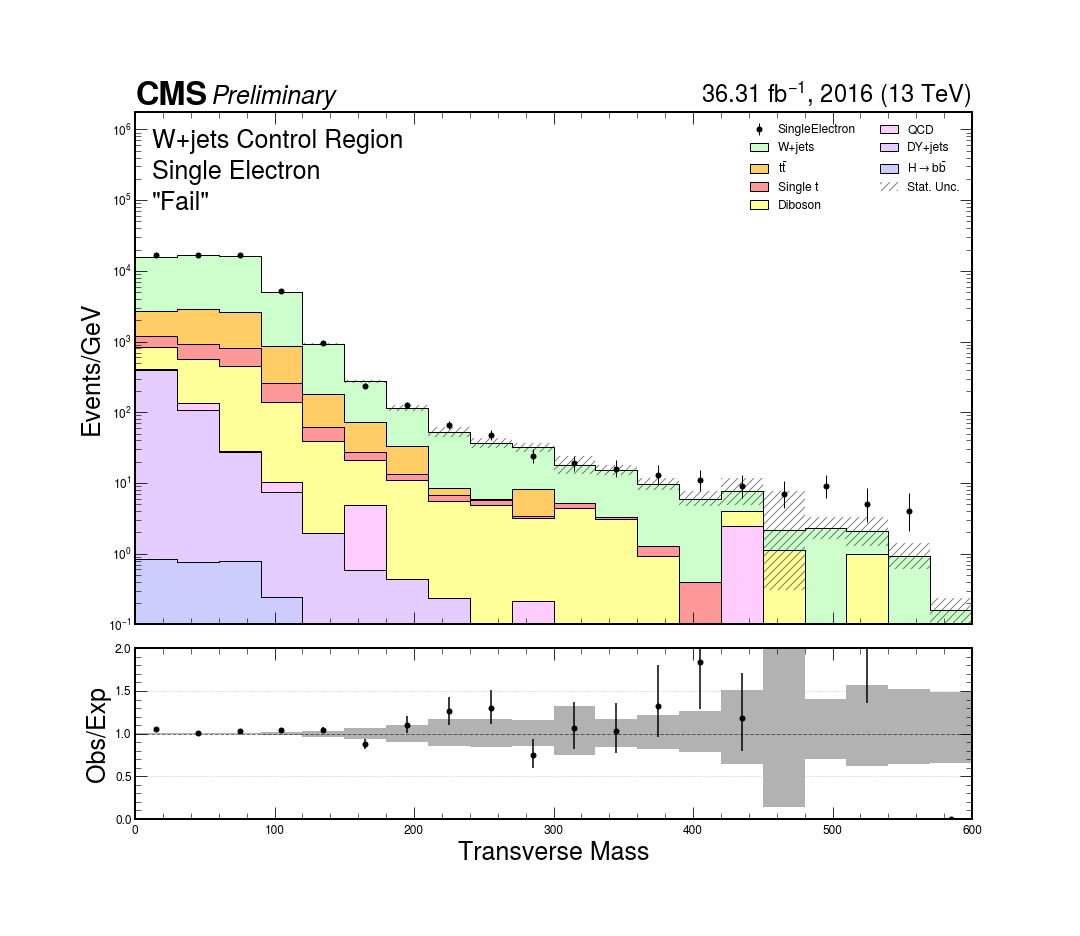 CMS Preliminary
36.31 fb⁻¹, 2016 (13 TeV)
W+jets Control Region
Single Electron
"Fail"
SingleElectron
W+jets
tt̄
Single t
Diboson
QCD
DY+jets
H→bb̄
Stat. Unc.
Events/GeV
10⁶
10⁵
10⁴
10³
10²
10¹
10⁰
10⁻¹
Obs/Exp
2.0
1.5
1.0
0.5
0.0
0 100 200 300 400 500 600
Transverse Mass